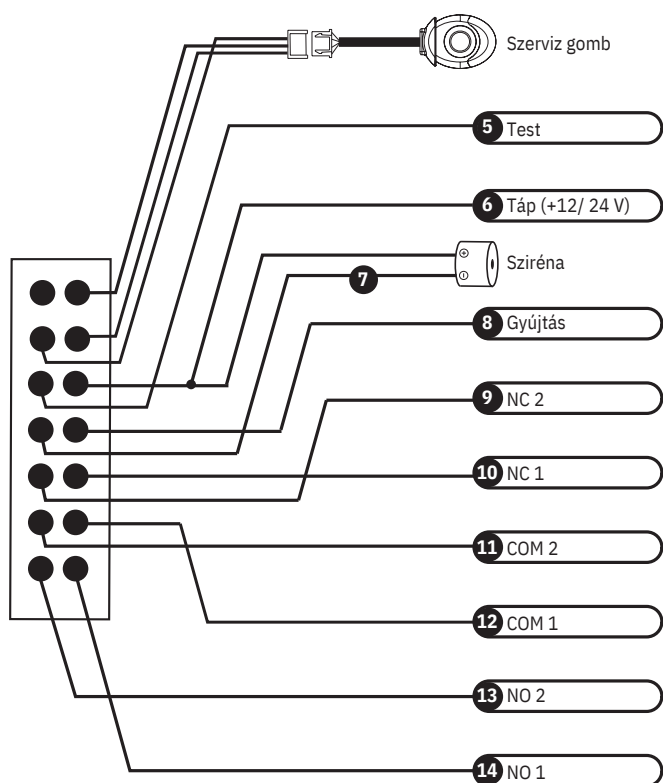 Szerviz gomb
5 Test
6 Táp (+12/ 24 V)
+
Sziréna
−
7
8 Gyújtás
9 NC 2
10 NC 1
11 COM 2
12 COM 1
13 NO 2
14 NO 1